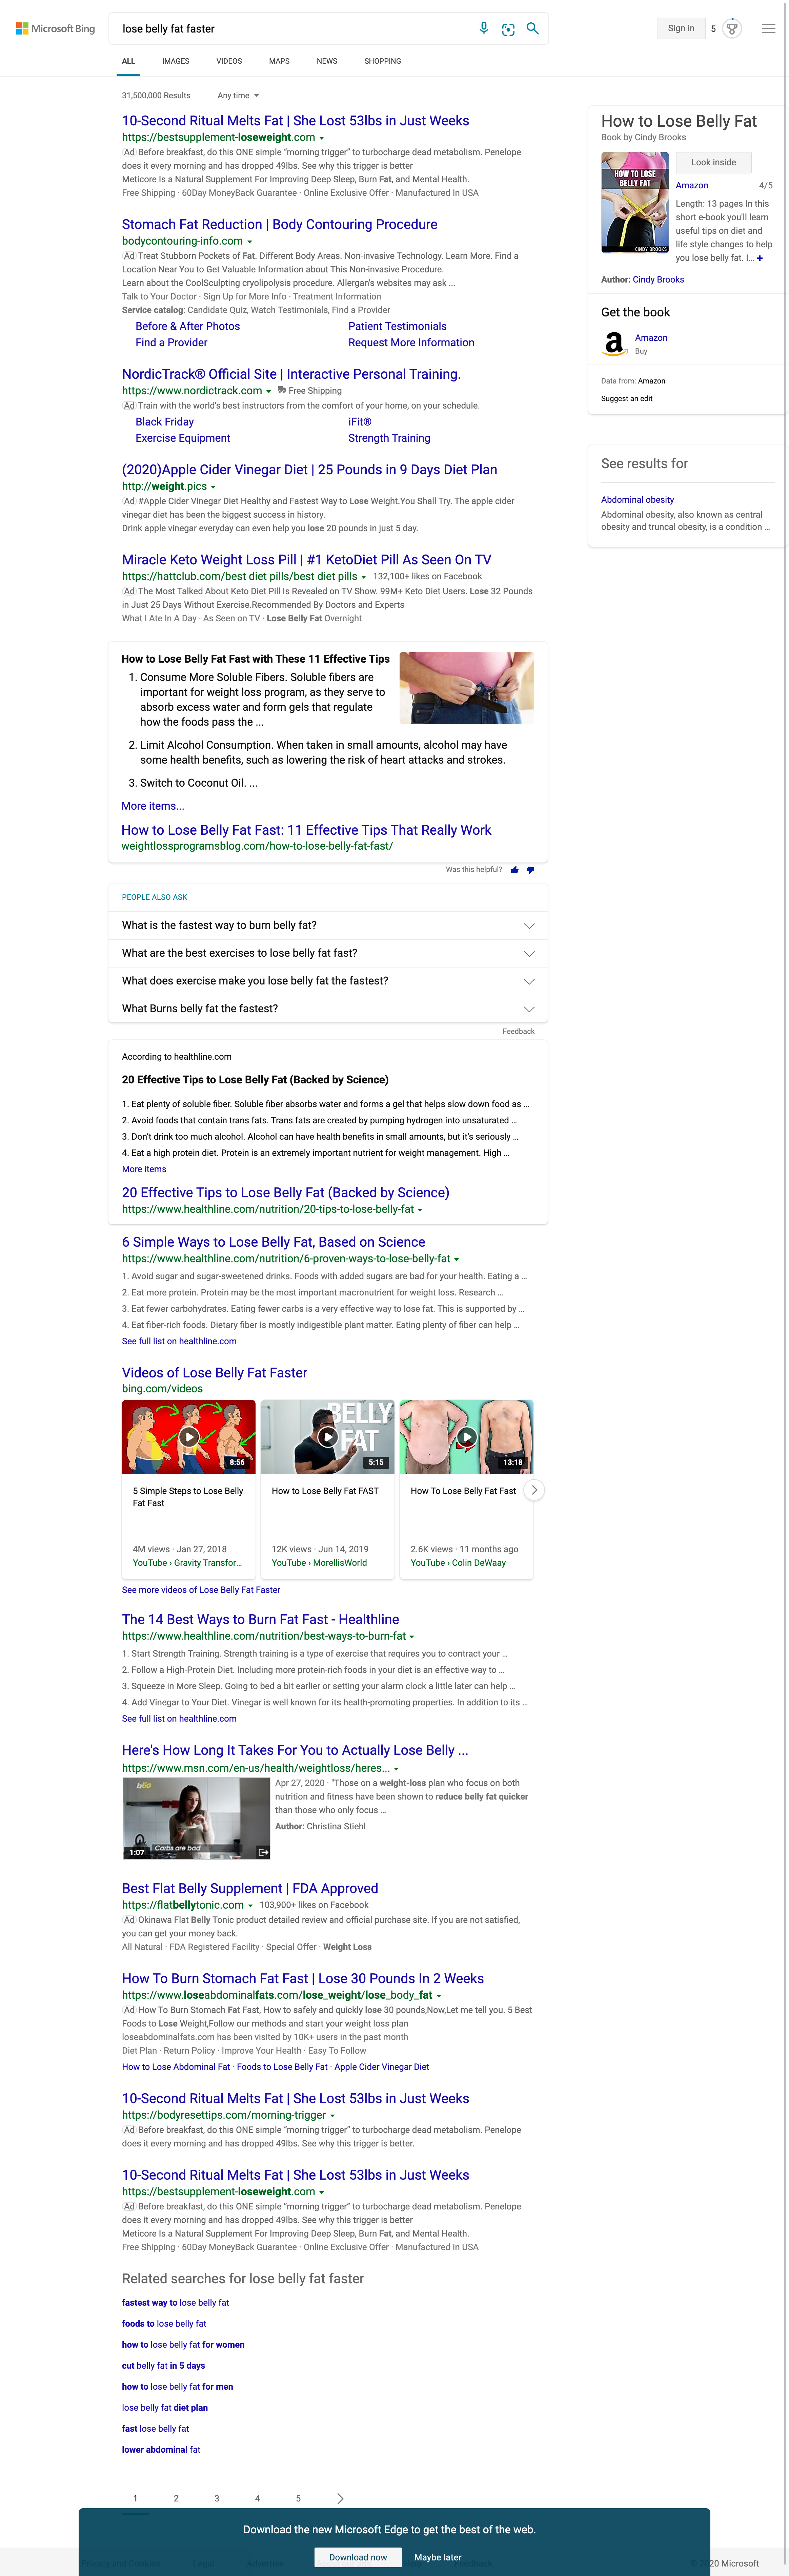 Microsoft Bing
lose belly fat faster
Sign in
5
ALL
IMAGES
VIDEOS
MAPS
NEWS
SHOPPING
31,500,000 Results
Any time
10-Second Ritual Melts Fat | She Lost 53lbs in Just Weeks
https://bestsupplement-loseweight.com
Ad Before breakfast, do this ONE simple "morning trigger" to turbocharge dead metabolism. Penelope
does it every morning and has dropped 49lbs. See why this trigger is better
Meticore Is a Natural Supplement For Improving Deep Sleep, Burn Fat, and Mental Health.
Free Shipping · 60Day MoneyBack Guarantee · Online Exclusive Offer · Manufactured In USA
Stomach Fat Reduction | Body Contouring Procedure
bodycontouring-info.com
Ad Treat Stubborn Pockets of Fat. Different Body Areas. Non-invasive Technology. Learn More. Find a
Location Near You to Get Valuable Information about This Non-invasive Procedure.
Learn about the CoolSculpting cryolipolysis procedure. Allergan's websites may ask ...
Talk to Your Doctor · Sign Up for More Info · Treatment Information
Service catalog: Candidate Quiz, Watch Testimonials, Find a Provider
Before & After Photos
Patient Testimonials
Find a Provider
Request More Information
NordicTrack® Official Site | Interactive Personal Training.
https://www.nordictrack.com
Free Shipping
Ad Train with the world's best instructors from the comfort of your home, on your schedule.
Black Friday
iFit®
Exercise Equipment
Strength Training
(2020)Apple Cider Vinegar Diet | 25 Pounds in 9 Days Diet Plan
http://weight.pics
Ad #Apple Cider Vinegar Diet Healthy and Fastest Way to Lose Weight.You Shall Try. The apple cider
vinegar diet has been the biggest success in history.
Drink apple vinegar everyday can even help you lose 20 pounds in just 5 day.
Miracle Keto Weight Loss Pill | #1 KetoDiet Pill As Seen On TV
https://hattclub.com/best diet pills/best diet pills
132,100+ likes on Facebook
Ad The Most Talked About Keto Diet Pill Is Revealed on TV Show. 99M+ Keto Diet Users. Lose 32 Pounds
in Just 25 Days Without Exercise.Recommended By Doctors and Experts
What I Ate In A Day · As Seen on TV · Lose Belly Fat Overnight
How to Lose Belly Fat Fast with These 11 Effective Tips
1. Consume More Soluble Fibers. Soluble fibers are
important for weight loss program, as they serve to
absorb excess water and form gels that regulate
how the foods pass the ...
2. Limit Alcohol Consumption. When taken in small amounts, alcohol may have
some health benefits, such as lowering the risk of heart attacks and strokes.
3. Switch to Coconut Oil. ...
More items...
How to Lose Belly Fat Fast: 11 Effective Tips That Really Work
weightlossprogramsblog.com/how-to-lose-belly-fat-fast/
Was this helpful?
PEOPLE ALSO ASK
What is the fastest way to burn belly fat?
What are the best exercises to lose belly fat fast?
What does exercise make you lose belly fat the fastest?
What Burns belly fat the fastest?
Feedback
According to healthline.com
20 Effective Tips to Lose Belly Fat (Backed by Science)
1. Eat plenty of soluble fiber. Soluble fiber absorbs water and forms a gel that helps slow down food as ...
2. Avoid foods that contain trans fats. Trans fats are created by pumping hydrogen into unsaturated ...
3. Don't drink too much alcohol. Alcohol can have health benefits in small amounts, but it's seriously ...
4. Eat a high protein diet. Protein is an extremely important nutrient for weight management. High ...
More items
20 Effective Tips to Lose Belly Fat (Backed by Science)
https://www.healthline.com/nutrition/20-tips-to-lose-belly-fat
6 Simple Ways to Lose Belly Fat, Based on Science
https://www.healthline.com/nutrition/6-proven-ways-to-lose-belly-fat
1. Avoid sugar and sugar-sweetened drinks. Foods with added sugars are bad for your health. Eating a ...
2. Eat more protein. Protein may be the most important macronutrient for weight loss. Research ...
3. Eat fewer carbohydrates. Eating fewer carbs is a very effective way to lose fat. This is supported by ...
4. Eat fiber-rich foods. Dietary fiber is mostly indigestible plant matter. Eating plenty of fiber can help ...
See full list on healthline.com
Videos of Lose Belly Fat Faster
bing.com/videos
BELLY
FAT
8:56
5:15
13:18
5 Simple Steps to Lose Belly
Fat Fast
4M views · Jan 27, 2018
YouTube › Gravity Transfor...
How to Lose Belly Fat FAST
12K views · Jun 14, 2019
YouTube › MorellisWorld
How To Lose Belly Fat Fast
2.6K views · 11 months ago
YouTube › Colin DeWaay
See more videos of Lose Belly Fat Faster
The 14 Best Ways to Burn Fat Fast - Healthline
https://www.healthline.com/nutrition/best-ways-to-burn-fat
1. Start Strength Training. Strength training is a type of exercise that requires you to contract your ...
2. Follow a High-Protein Diet. Including more protein-rich foods in your diet is an effective way to ...
3. Squeeze in More Sleep. Going to bed a bit earlier or setting your alarm clock a little later can help ...
4. Add Vinegar to Your Diet. Vinegar is well known for its health-promoting properties. In addition to its ...
See full list on healthline.com
Here's How Long It Takes For You to Actually Lose Belly ...
https://www.msn.com/en-us/health/weightloss/heres...
Carbs are bad
1:07
Apr 27, 2020 · "Those on a weight-loss plan who focus on both
nutrition and fitness have been shown to reduce belly fat quicker
than those who only focus ...
Author: Christina Stiehl
Best Flat Belly Supplement | FDA Approved
https://flatbellytonic.com
103,900+ likes on Facebook
Ad Okinawa Flat Belly Tonic product detailed review and official purchase site. If you are not satisfied,
you can get your money back.
All Natural · FDA Registered Facility · Special Offer · Weight Loss
How To Burn Stomach Fat Fast | Lose 30 Pounds In 2 Weeks
https://www.loseabdominalfats.com/lose_weight/lose_body_fat
Ad How To Burn Stomach Fat Fast, How to safely and quickly lose 30 pounds,Now,Let me tell you. 5 Best
Foods to Lose Weight,Follow our methods and start your weight loss plan
loseabdominalfats.com has been visited by 10K+ users in the past month
Diet Plan · Return Policy · Improve Your Health · Easy To Follow
How to Lose Abdominal Fat · Foods to Lose Belly Fat · Apple Cider Vinegar Diet
10-Second Ritual Melts Fat | She Lost 53lbs in Just Weeks
https://bodyresettips.com/morning-trigger
Ad Before breakfast, do this ONE simple "morning trigger" to turbocharge dead metabolism. Penelope
does it every morning and has dropped 49lbs. See why this trigger is better.
10-Second Ritual Melts Fat | She Lost 53lbs in Just Weeks
https://bestsupplement-loseweight.com
Ad Before breakfast, do this ONE simple "morning trigger" to turbocharge dead metabolism. Penelope
does it every morning and has dropped 49lbs. See why this trigger is better
Meticore Is a Natural Supplement For Improving Deep Sleep, Burn Fat, and Mental Health.
Free Shipping · 60Day MoneyBack Guarantee · Online Exclusive Offer · Manufactured In USA
Related searches for lose belly fat faster
fastest way to lose belly fat
foods to lose belly fat
how to lose belly fat for women
cut belly fat in 5 days
how to lose belly fat for men
lose belly fat diet plan
fast lose belly fat
lower abdominal fat
1
2
3
4
5
How to Lose Belly Fat
Book by Cindy Brooks
HOW TO LOSE
BELLY FAT
CINDY BROOKS
Look inside
Amazon
4/5
Length: 13 pages In this
short e-book you'll learn
useful tips on diet and
life style changes to help
you lose belly fat. I... +
Author: Cindy Brooks
Get the book
Amazon
Buy
Data from: Amazon
Suggest an edit
See results for
Abdominal obesity
Abdominal obesity, also known as central
obesity and truncal obesity, is a condition ...
Download the new Microsoft Edge to get the best of the web.
Download now
Maybe later
20 Microsoft